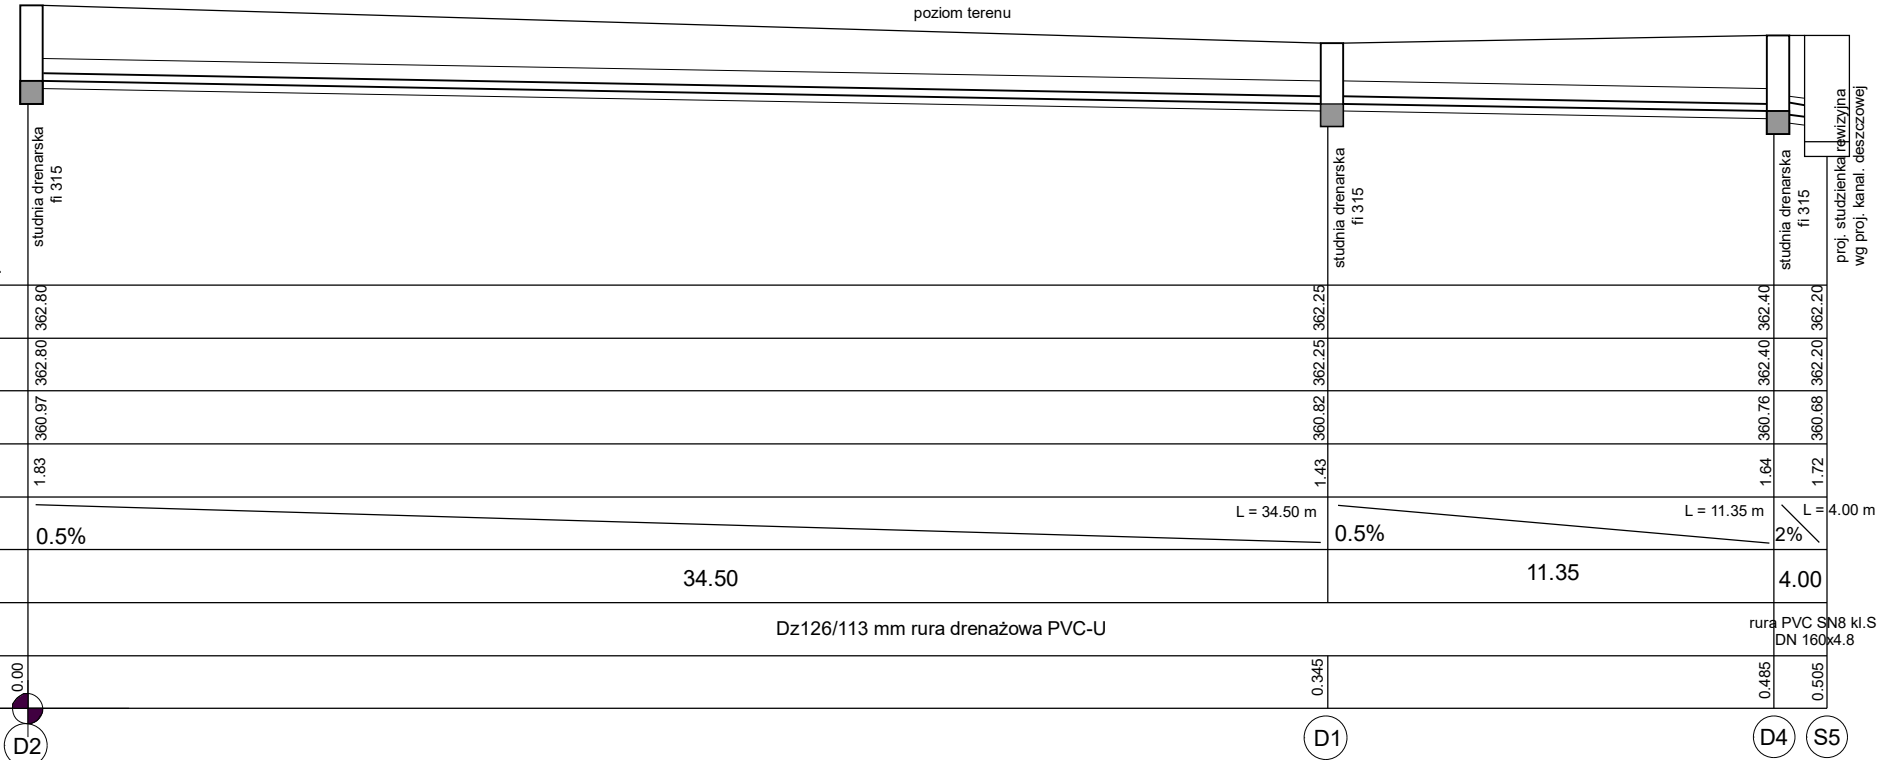 poziom terenu
studnia drenarska
fi 315
studnia drenarska
fi 315
studnia drenarska
fi 315
proj. studzienka rewizyjna
wg proj. kanal. deszczowej
362.80
362.25
362.40
362.20
362.80
362.25
362.40
362.20
360.97
360.82
360.76
360.68
1.83
1.43
1.64
1.72
L = 34.50 m
L = 11.35 m
L = 4.00 m
0.5%
0.5%
2%
34.50
11.35
4.00
Dz126/113 mm rura drenażowa PVC-U
rura PVC SN8 kl.S
DN 160x4.8
0.00
0.345
0.485
0.505
D2
D1
D4
S5